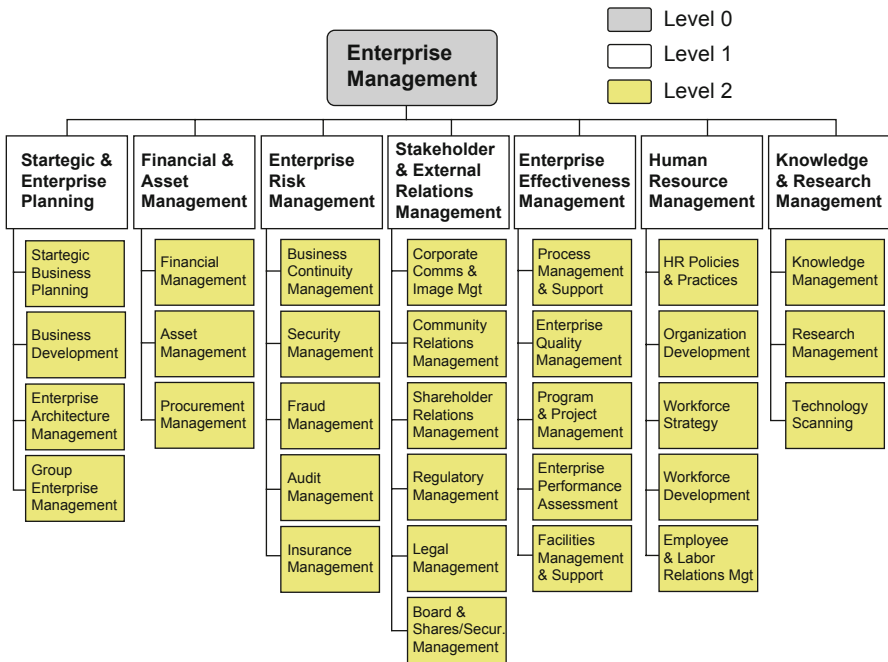 Level 0
Level 1
Level 2
Enterprise
Management
Startegic &
Enterprise
Planning
Financial &
Asset
Management
Enterprise
Risk
Management
Stakeholder
& External
Relations
Management
Enterprise
Effectiveness
Management
Human
Resource
Management
Knowledge
& Research
Management
Startegic
Business
Planning
Business
Development
Enterprise
Architecture
Management
Group
Enterprise
Management
Financial
Management
Asset
Management
Procurement
Management
Business
Continuity
Management
Security
Management
Fraud
Management
Audit
Management
Insurance
Management
Corporate
Comms &
Image Mgt
Community
Relations
Management
Shareholder
Relations
Management
Regulatory
Management
Legal
Management
Board &
Shares/Secur.
Management
Process
Management
& Support
Enterprise
Quality
Management
Program
& Project
Management
Enterprise
Performance
Assessment
Facilities
Management
& Support
HR Policies
& Practices
Organization
Development
Workforce
Strategy
Workforce
Development
Employee
& Labor
Relations Mgt
Knowledge
Management
Research
Management
Technology
Scanning